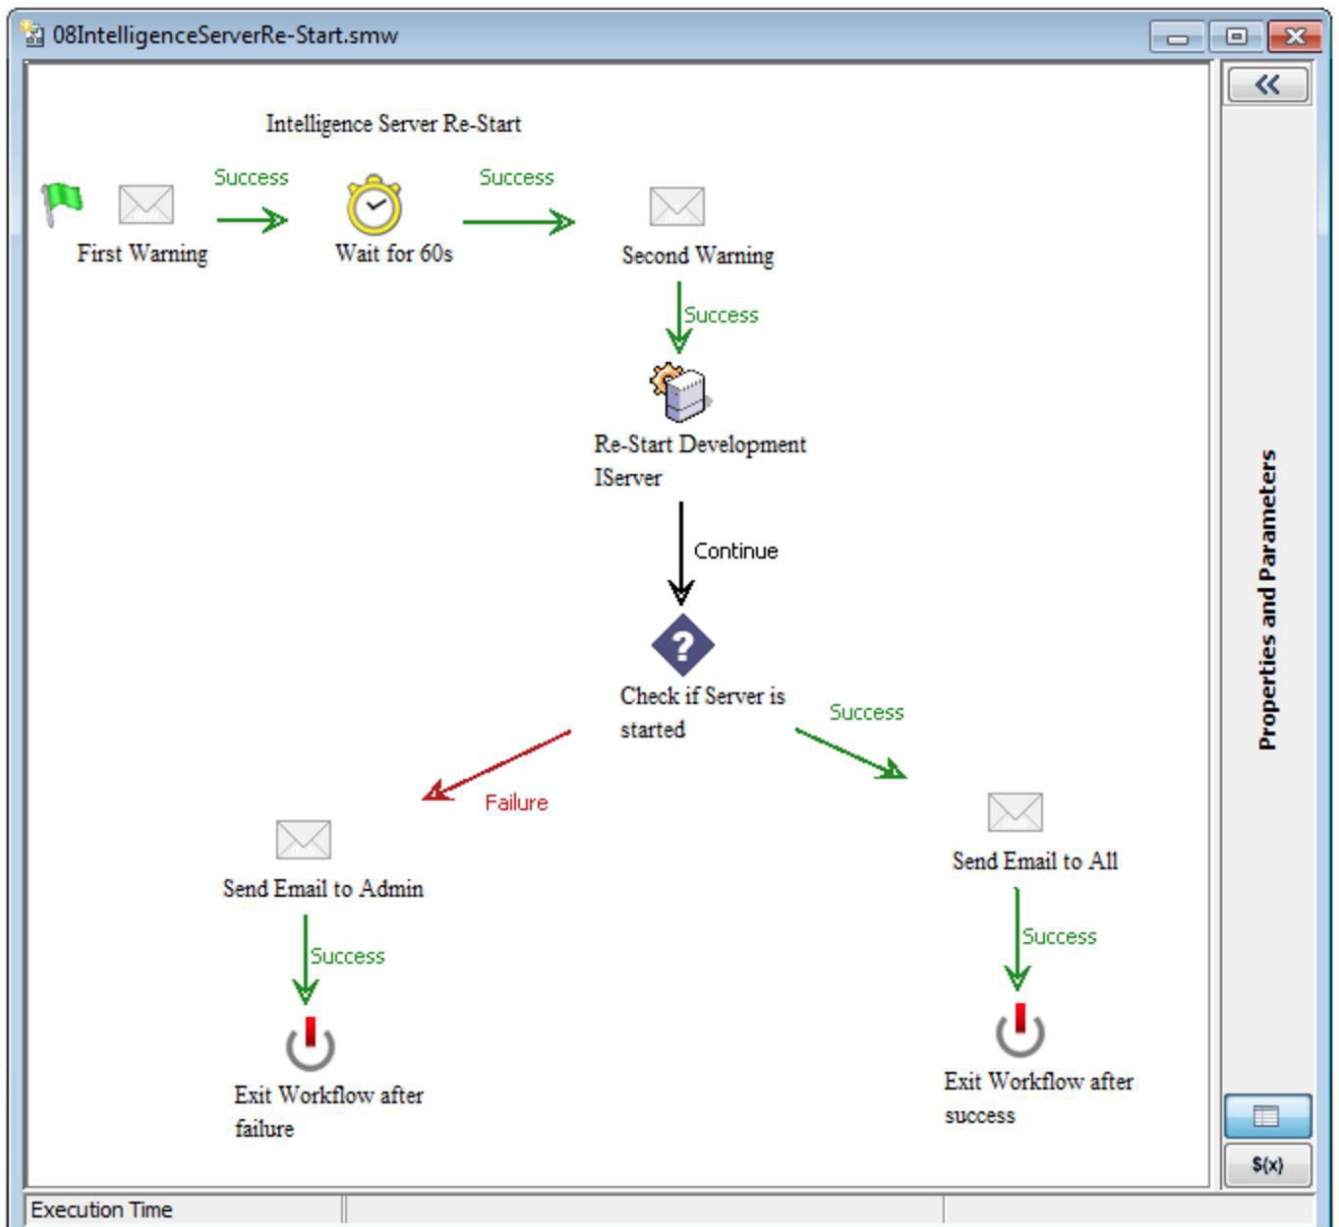 08IntelligenceServerRe-Start.smw
Intelligence Server Re-Start
Success
Success
First Warning
Wait for 60s
Second Warning
Success
Re-Start Development
IServer
Continue
?
Check if Server is
started
Success
Failure
Send Email to Admin
Send Email to All
Success
Success
Exit Workflow after
failure
Exit Workflow after
success
Properties and Parameters
$(x)
Execution Time